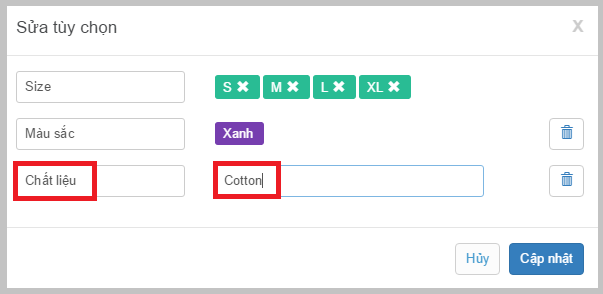 Sửa tùy chọn X
Size S ✖ M ✖ L ✖ XL ✖
Màu sắc Xanh
Chất liệu Cotton
Hủy Cập nhật